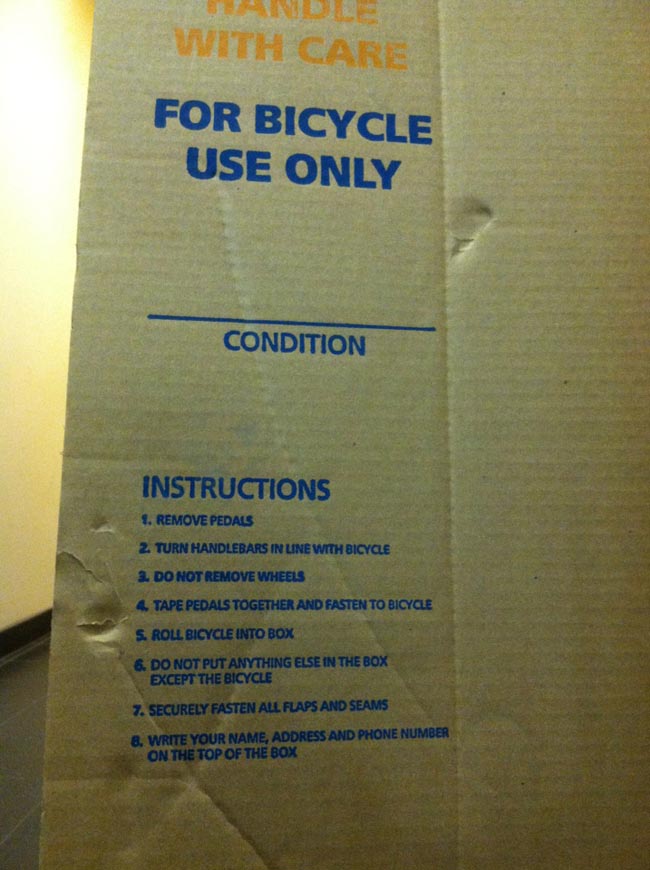 HANDLE
WITH CARE
FOR BICYCLE
USE ONLY
CONDITION
INSTRUCTIONS
1. REMOVE PEDALS
2. TURN HANDLEBARS IN LINE WITH BICYCLE
3. DO NOT REMOVE WHEELS
4. TAPE PEDALS TOGETHER AND FASTEN TO BICYCLE
5. ROLL BICYCLE INTO BOX
6. DO NOT PUT ANYTHING ELSE IN THE BOX
EXCEPT THE BICYCLE
7. SECURELY FASTEN ALL FLAPS AND SEAMS
8. WRITE YOUR NAME, ADDRESS AND PHONE NUMBER
ON THE TOP OF THE BOX